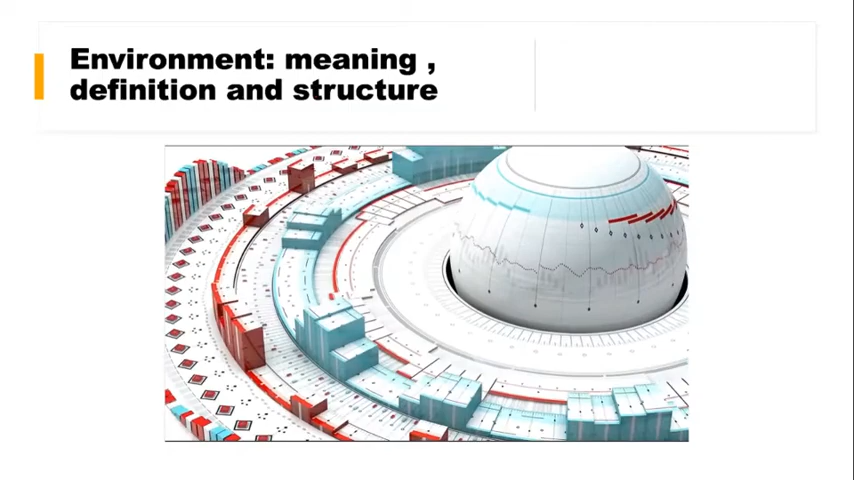 Environment: meaning ,
definition and structure